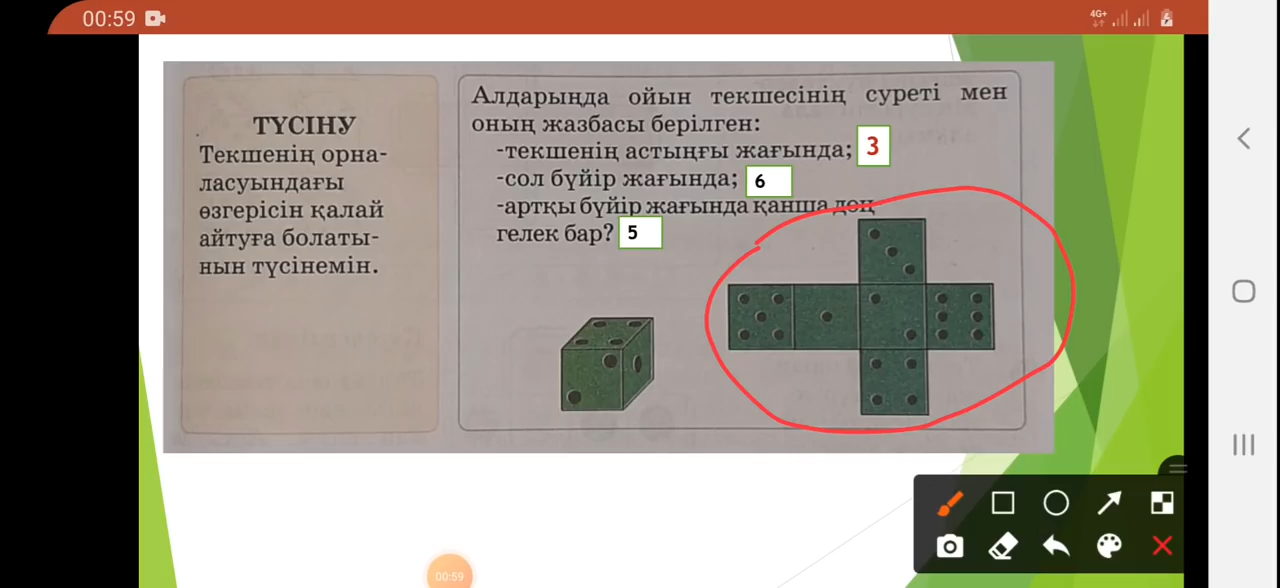 00:59
4G+
ТҮСІНУ
Текшенің орна-
ласуындағы
өзгерісін қалай
айтуға болаты-
нын түсінемін.
Алдарыңда ойын текшесінің суреті мен
оның жазбасы берілген:
-текшенің астыңғы жағында; 3
-сол бүйір жағында; 6
-артқы бүйір жағында қанша дөң-
гелек бар? 5
00:59